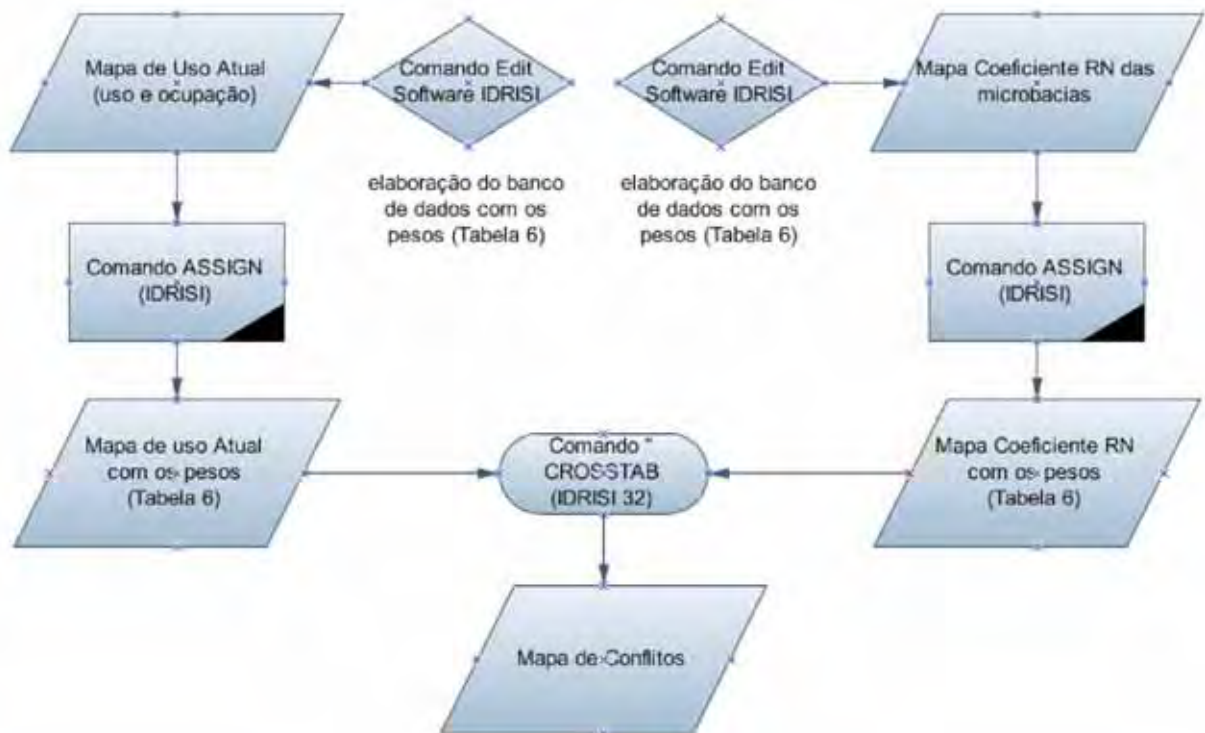 Mapa de Uso Atual
(uso e ocupação)
Comando Edit
Software IDRISI
Comando Edit
Software IDRISI
Mapa Coeficiente RN das
microbacias
elaboração do banco
de dados com os
pesos (Tabela 6)
elaboração do banco
de dados com os
pesos (Tabela 6)
Comando ASSIGN
(IDRISI)
Comando ASSIGN
(IDRISI)
Mapa de uso Atual
com os pesos
(Tabela 6)
Comando "
CROSSTAB
(IDRISI 32)
Mapa Coeficiente RN
com os pesos
(Tabela 6)
Mapa de Conflitos